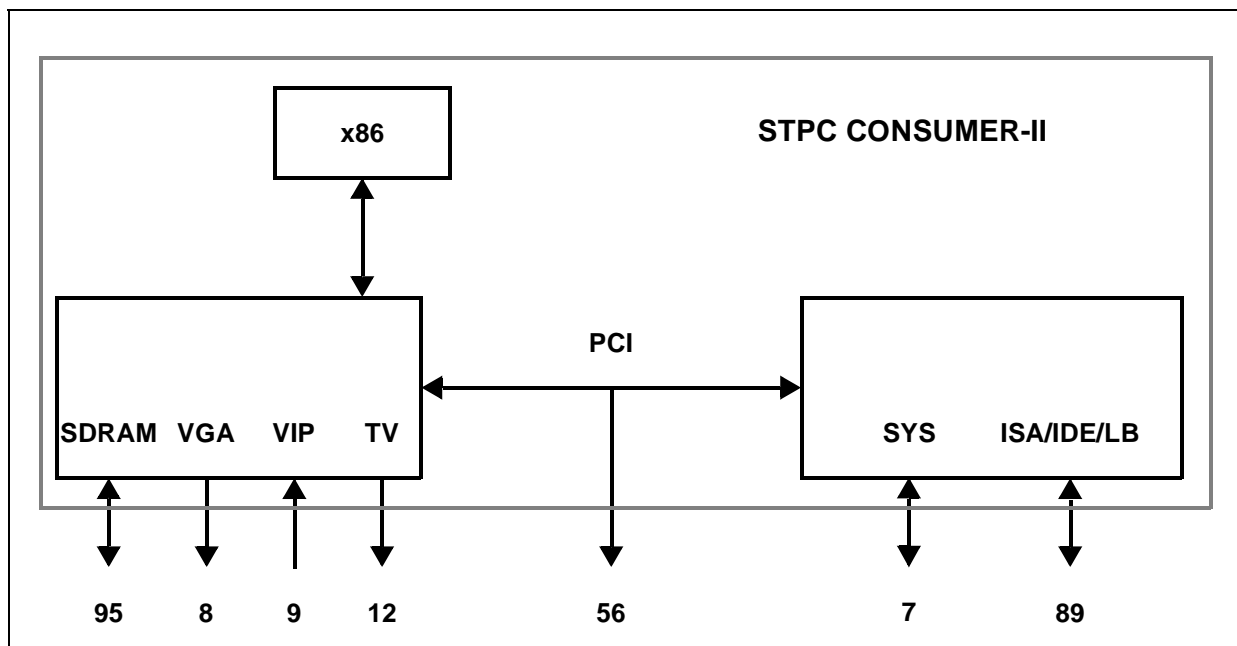 x86
STPC CONSUMER-II
PCI
SDRAM VGA VIP TV
SYS ISA/IDE/LB
95 8 9 12 56 7 89